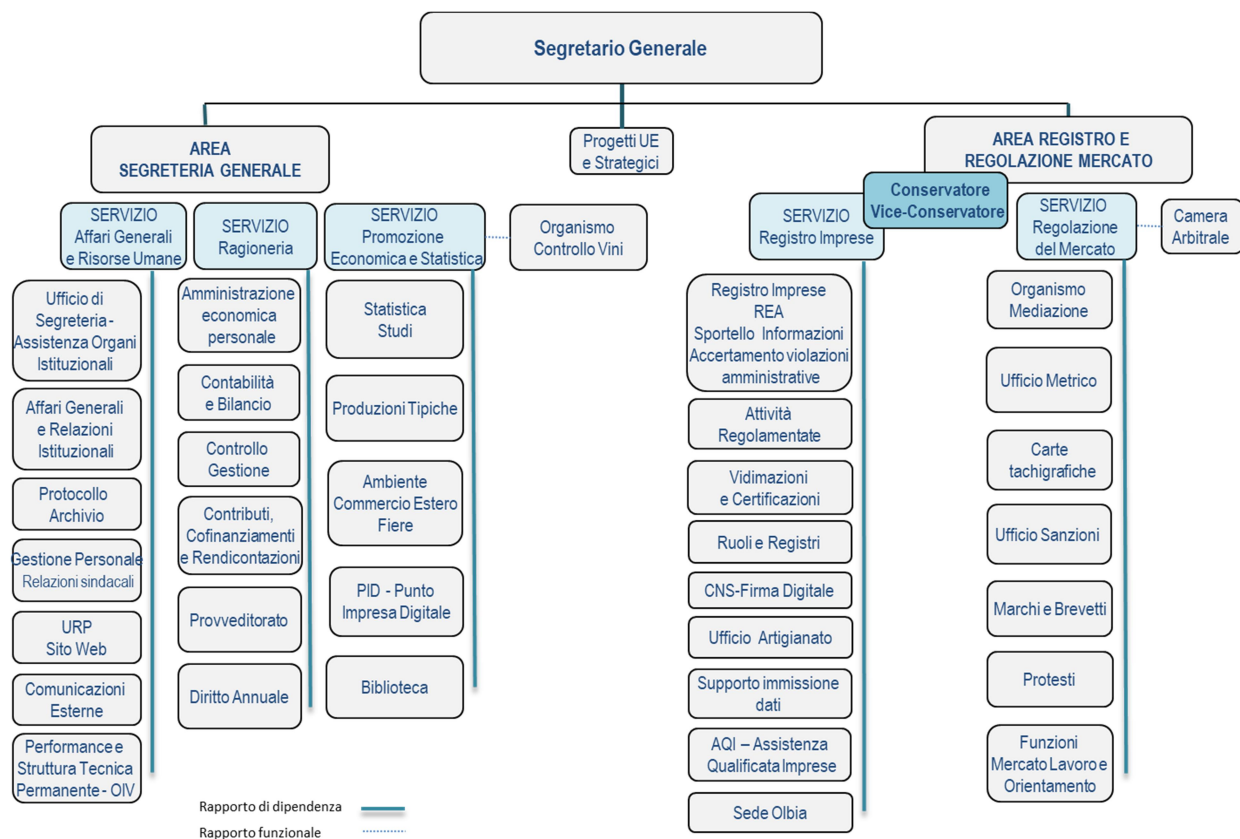 Segretario Generale
AREA
SEGRETERIA GENERALE
Progetti UE
e Strategici
AREA REGISTRO E
REGOLAZIONE MERCATO
Conservatore
Vice-Conservatore
SERVIZIO
Affari Generali
e Risorse Umane
SERVIZIO
Ragioneria
SERVIZIO
Promozione
Economica e Statistica
Organismo
Controllo Vini
SERVIZIO
Registro Imprese
SERVIZIO
Regolazione
del Mercato
Camera
Arbitrale
Ufficio di
Segreteria -
Assistenza Organi
Istituzionali
Affari Generali
e Relazioni
Istituzionali
Protocollo
Archivio
Gestione Personale
Relazioni sindacali
URP
Sito Web
Comunicazioni
Esterne
Performance e
Struttura Tecnica
Permanente - OIV
Amministrazione
economica
personale
Contabilità
e Bilancio
Controllo
Gestione
Contributi,
Cofinanziamenti
e Rendicontazioni
Provveditorato
Diritto Annuale
Statistica
Studi
Produzioni Tipiche
Ambiente
Commercio Estero
Fiere
PID - Punto
Impresa Digitale
Biblioteca
Registro Imprese
REA
Sportello Informazioni
Accertamento violazioni
amministrative
Attività
Regolamentate
Vidimazioni
e Certificazioni
Ruoli e Registri
CNS-Firma Digitale
Ufficio Artigianato
Supporto immissione
dati
AQI – Assistenza
Qualificata Imprese
Sede Olbia
Organismo
Mediazione
Ufficio Metrico
Carte
tachigrafiche
Ufficio Sanzioni
Marchi e Brevetti
Protesti
Funzioni
Mercato Lavoro e
Orientamento
Rapporto di dipendenza
Rapporto funzionale